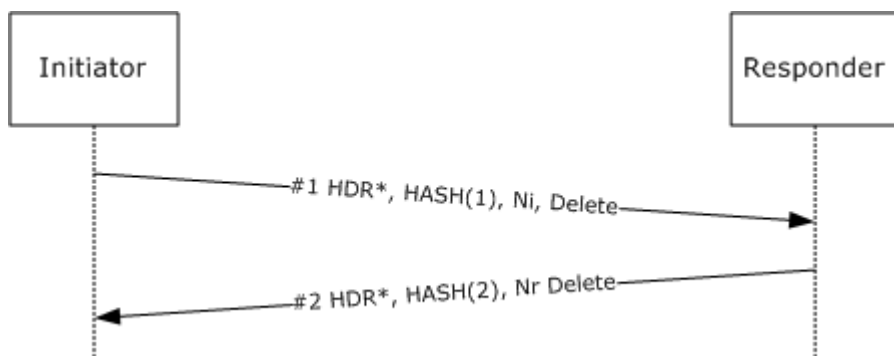 Initiator
Responder
#1 HDR*, HASH(1), Ni, Delete
#2 HDR*, HASH(2), Nr Delete